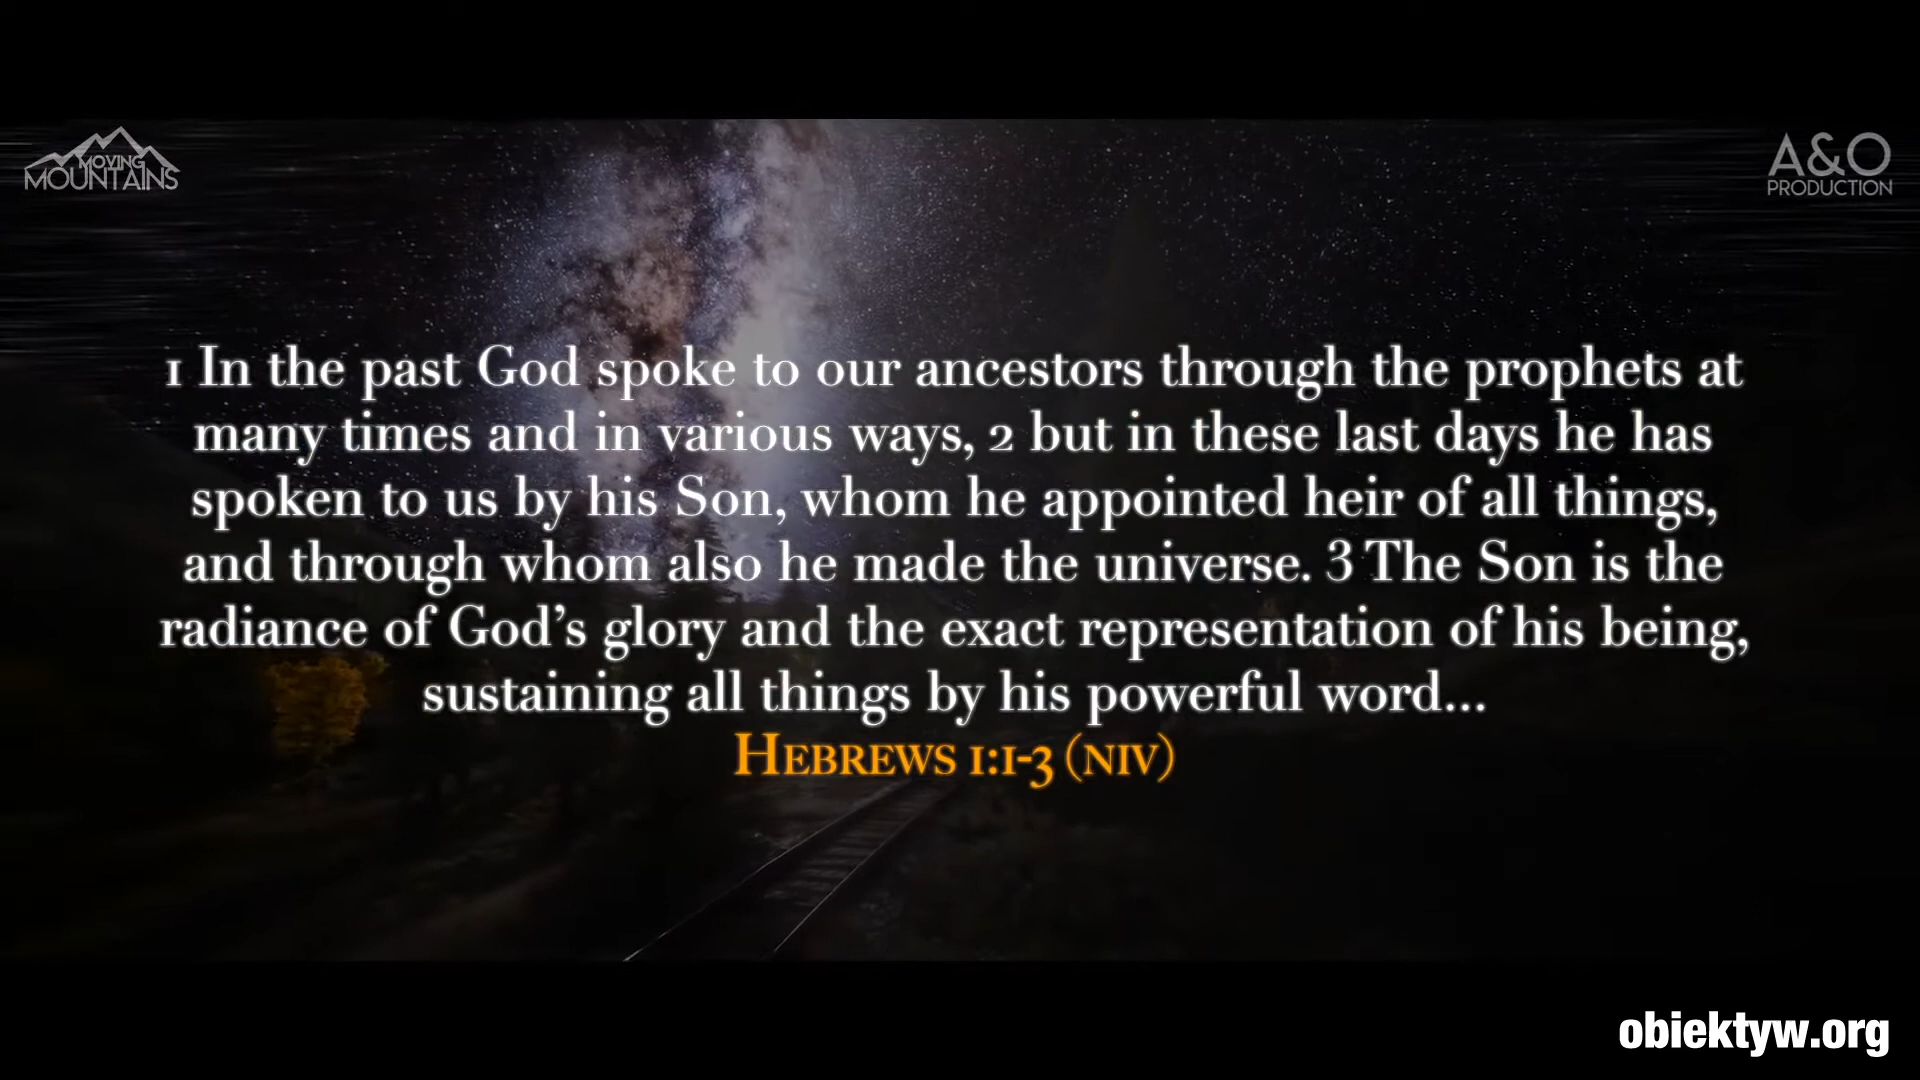 MOVING
MOUNTAINS
A&O
PRODUCTION
1 In the past God spoke to our ancestors through the prophets at
many times and in various ways, 2 but in these last days he has
spoken to us by his Son, whom he appointed heir of all things,
and through whom also he made the universe. 3 The Son is the
radiance of God’s glory and the exact representation of his being,
sustaining all things by his powerful word...
HEBREWS 1:1-3 (NIV)
obiektyw.org